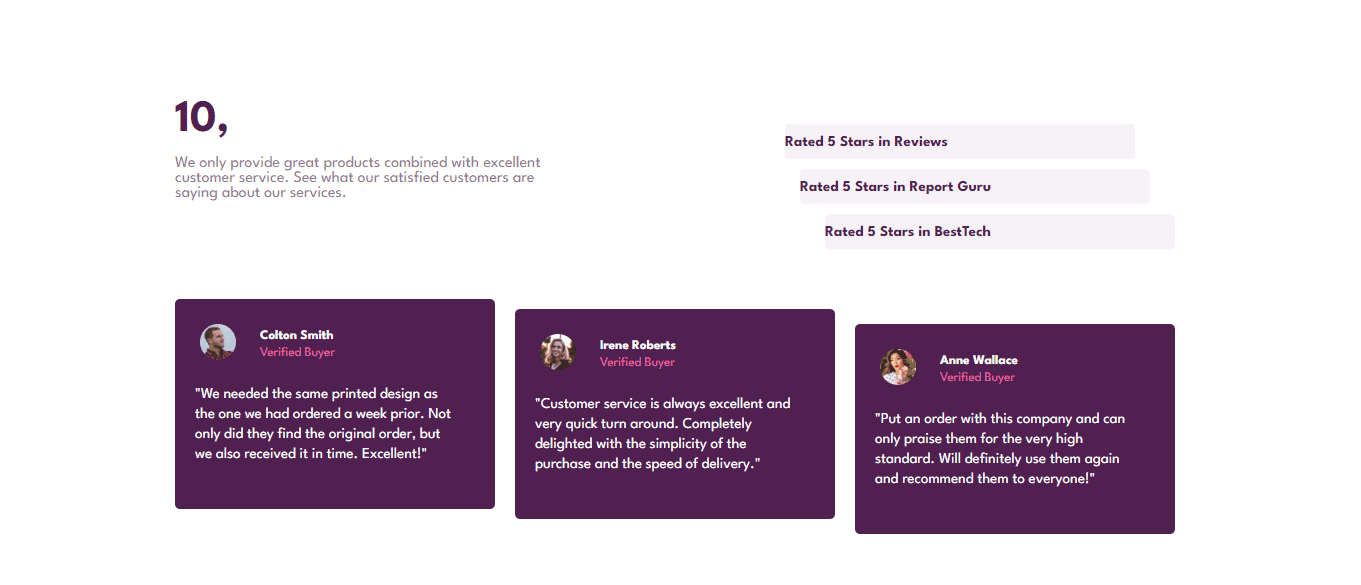 10,
We only provide great products combined with excellent
customer service. See what our satisfied customers are
saying about our services.
Rated 5 Stars in Reviews
Rated 5 Stars in Report Guru
Rated 5 Stars in BestTech
Colton Smith
Verified Buyer
"We needed the same printed design as
the one we had ordered a week prior. Not
only did they find the original order, but
we also received it in time. Excellent!"
Irene Roberts
Verified Buyer
"Customer service is always excellent and
very quick turn around. Completely
delighted with the simplicity of the
purchase and the speed of delivery."
Anne Wallace
Verified Buyer
"Put an order with this company and can
only praise them for the very high
standard. Will definitely use them again
and recommend them to everyone!"